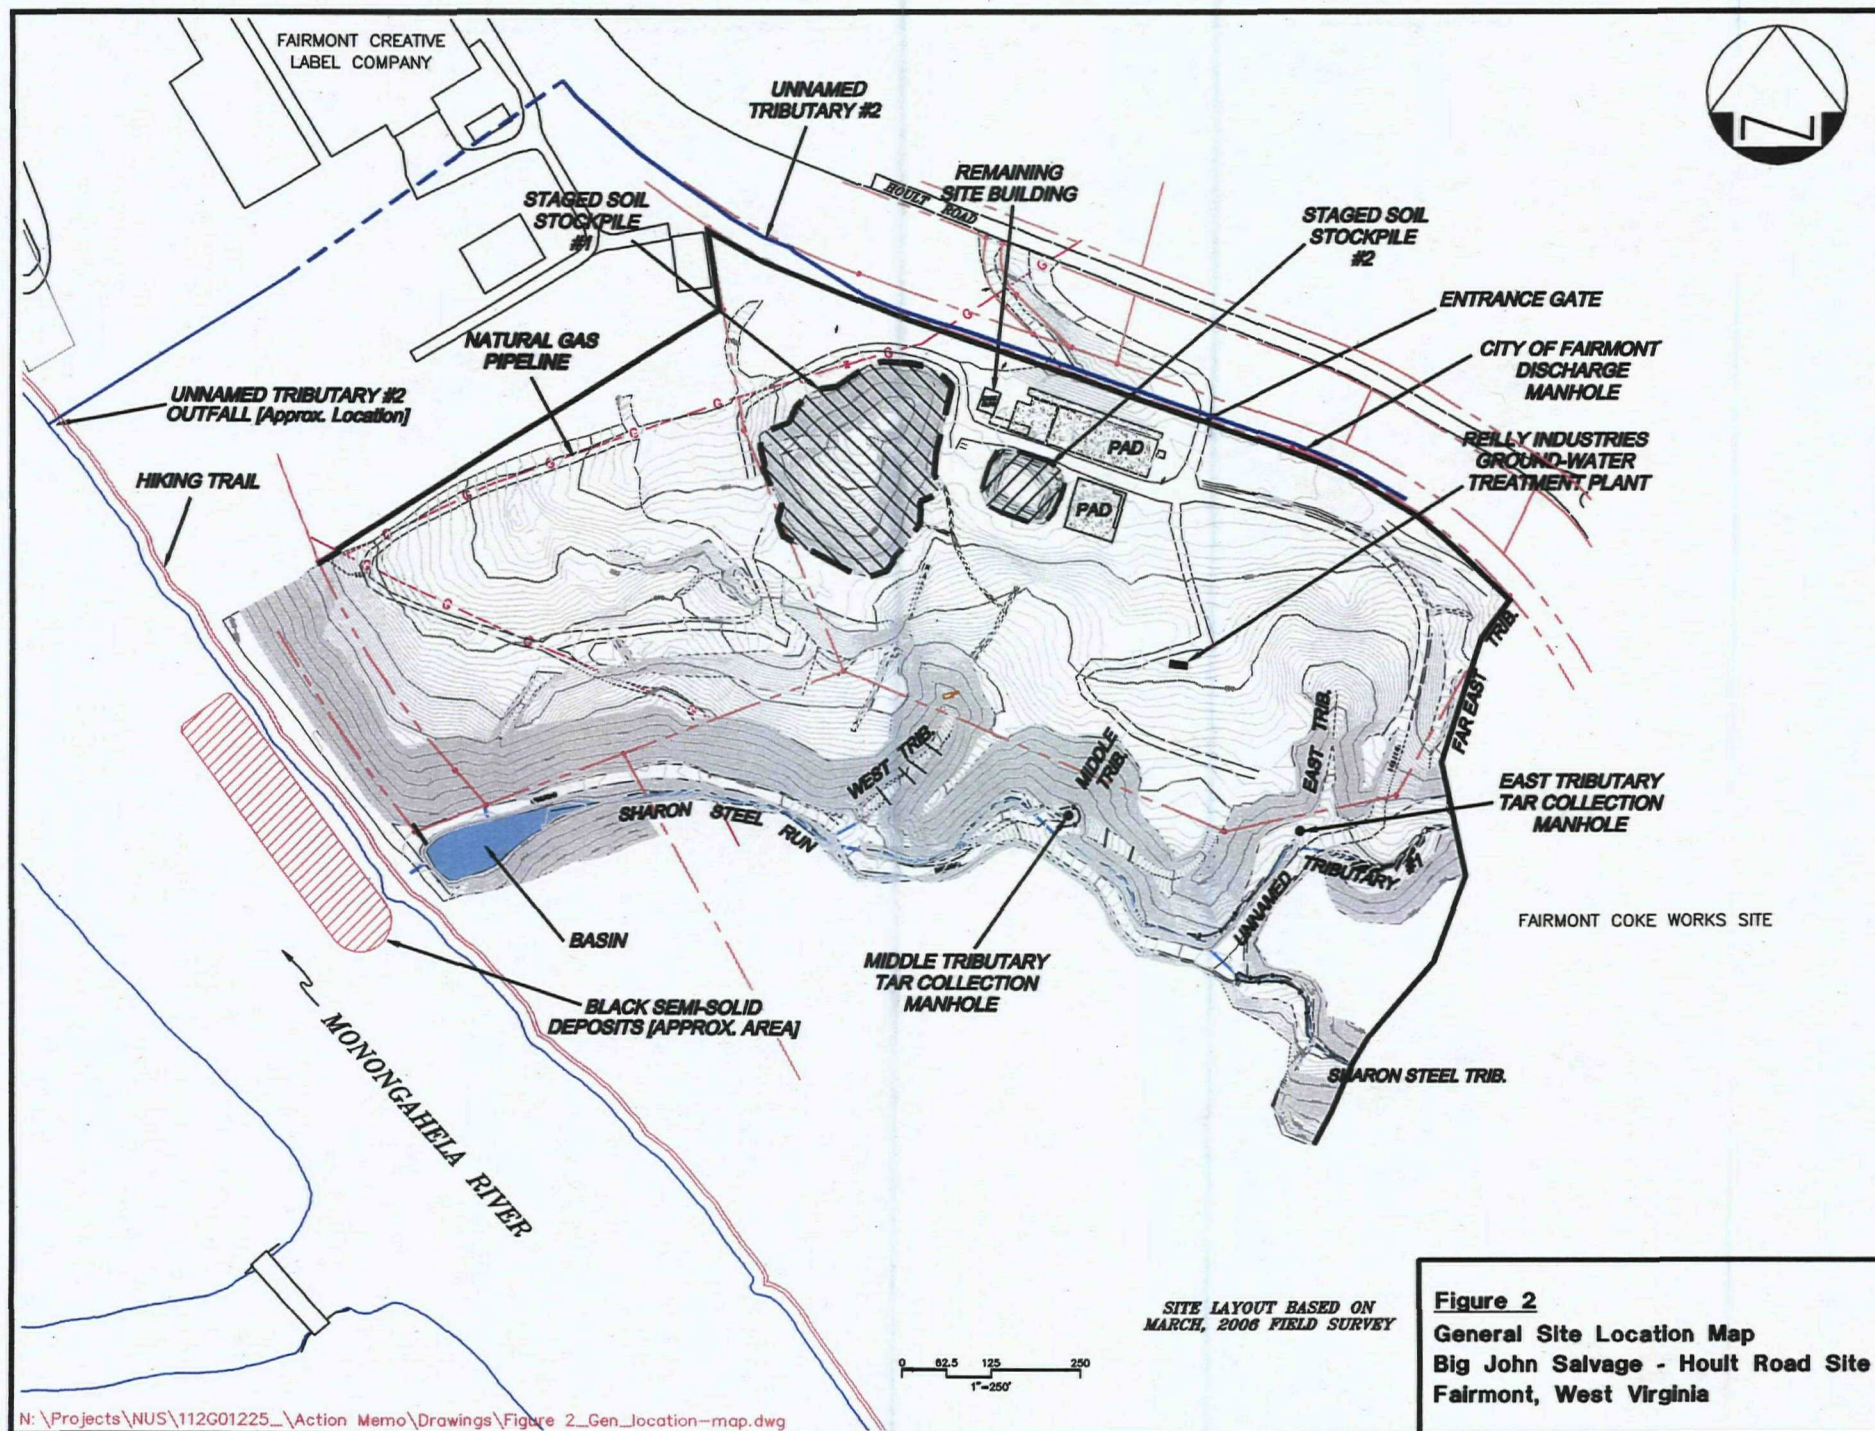 FAIRMONT CREATIVE
LABEL COMPANY
UNNAMED
TRIBUTARY #2
REMAINING
SITE BUILDING
HOULT ROAD
STAGED SOIL
STOCKPILE
#1
STAGED SOIL
STOCKPILE
#2
ENTRANCE GATE
CITY OF FAIRMONT
DISCHARGE
MANHOLE
NATURAL GAS
PIPELINE
UNNAMED TRIBUTARY #2
OUTFALL [Approx. Location]
REILLY INDUSTRIES
GROUND-WATER
TREATMENT PLANT
HIKING TRAIL
PAD
PAD
G
G
G
G
G
G
G
G
G
G
G
G
FAR EAST TRIB.
EAST TRIB.
MIDDLE
TRIB.
WEST TRIB.
SHARON STEEL RUN
EAST TRIBUTARY
TAR COLLECTION
MANHOLE
UNNAMED TRIBUTARY #1
FAIRMONT COKE WORKS SITE
BASIN
MIDDLE TRIBUTARY
TAR COLLECTION
MANHOLE
BLACK SEMI-SOLID
DEPOSITS [APPROX. AREA]
MONONGAHELA RIVER
SHARON STEEL TRIB.
SITE LAYOUT BASED ON
MARCH, 2006 FIELD SURVEY
0 62.5 125 250
1"=250'
Figure 2
General Site Location Map
Big John Salvage - Hoult Road Site
Fairmont, West Virginia
N:\Projects\NUS\112G01225_\Action Memo\Drawings\Figure 2_Gen_location-map.dwg